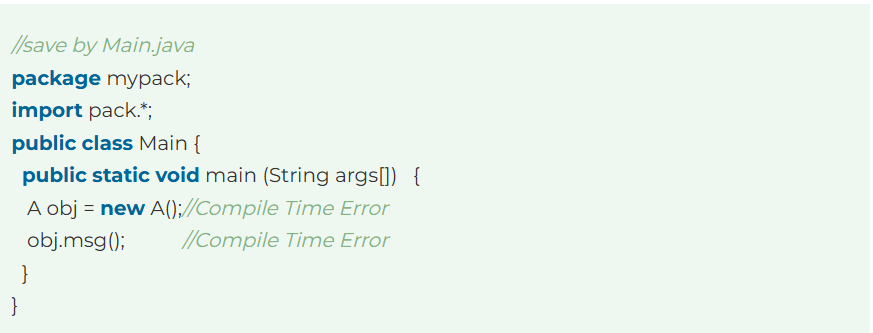 //save by Main.java
package mypack;
import pack.*;
public class Main {
public static void main (String args[]) {
A obj = new A();//Compile Time Error
obj.msg(); //Compile Time Error
}
}